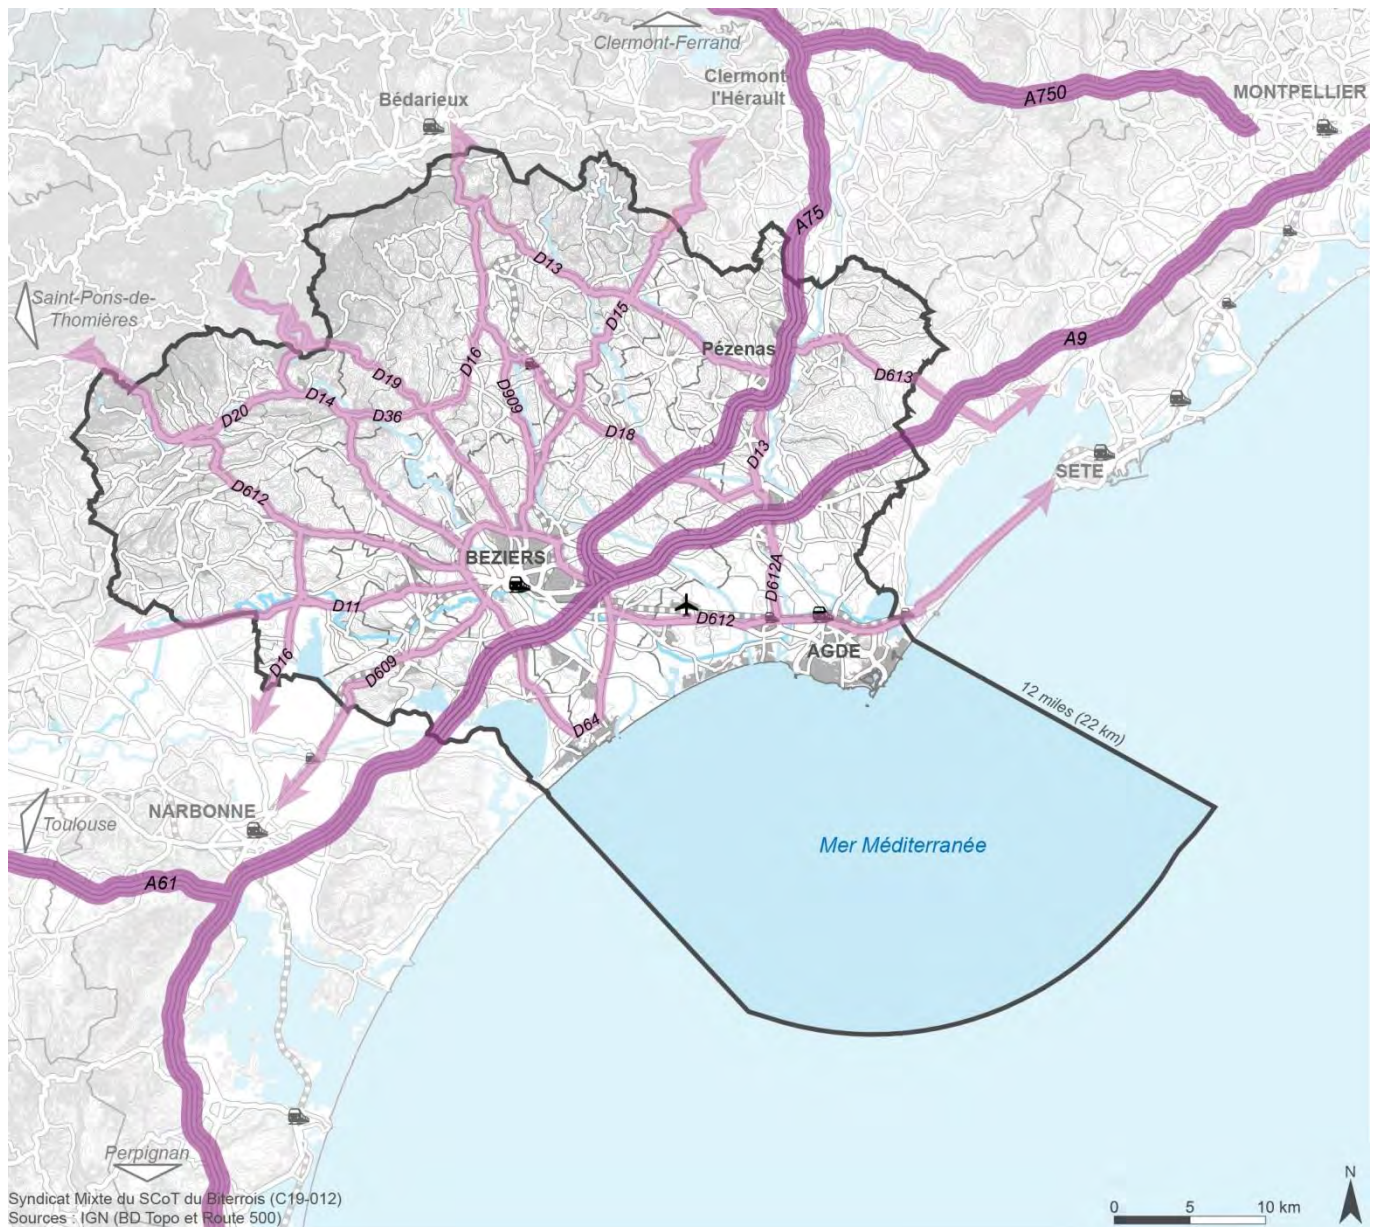 Clermont-Ferrand
Clermont
l'Hérault
A750
MONTPELLIER
Bédarieux
A75
D13
Saint-Pons-de-
Thomières
D15
Pézenas
A9
D16
D19
D613
D909
D14
D36
D20
D18
D13
SETE
D612
BEZIERS
D612A
D11
D612
AGDE
D16
D609
12 miles (22 km)
D64
NARBONNE
Toulouse
Mer Méditerranée
A61
Perpignan
Syndicat Mixte du SCoT du Biterrois (C19-012)
Sources : IGN (BD Topo et Route 500)
0 5 10 km
N